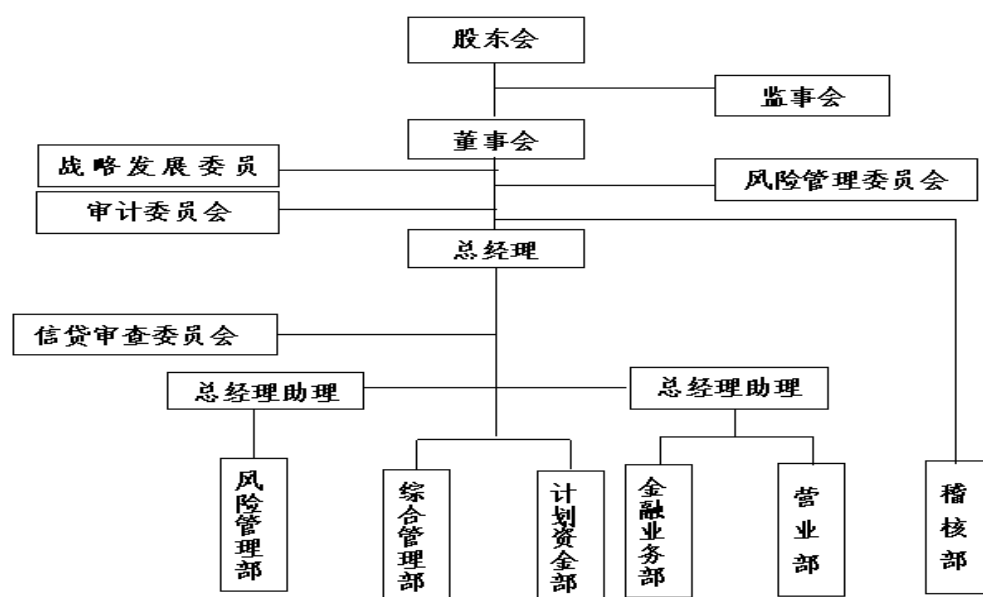 股东会
监事会
董事会
战略发展委员
风险管理委员会
审计委员会
总经理
信贷审查委员会
总经理助理
总经理助理
风险管理部
综合管理部
计划资金部
金融业务部
营业部
稽核部